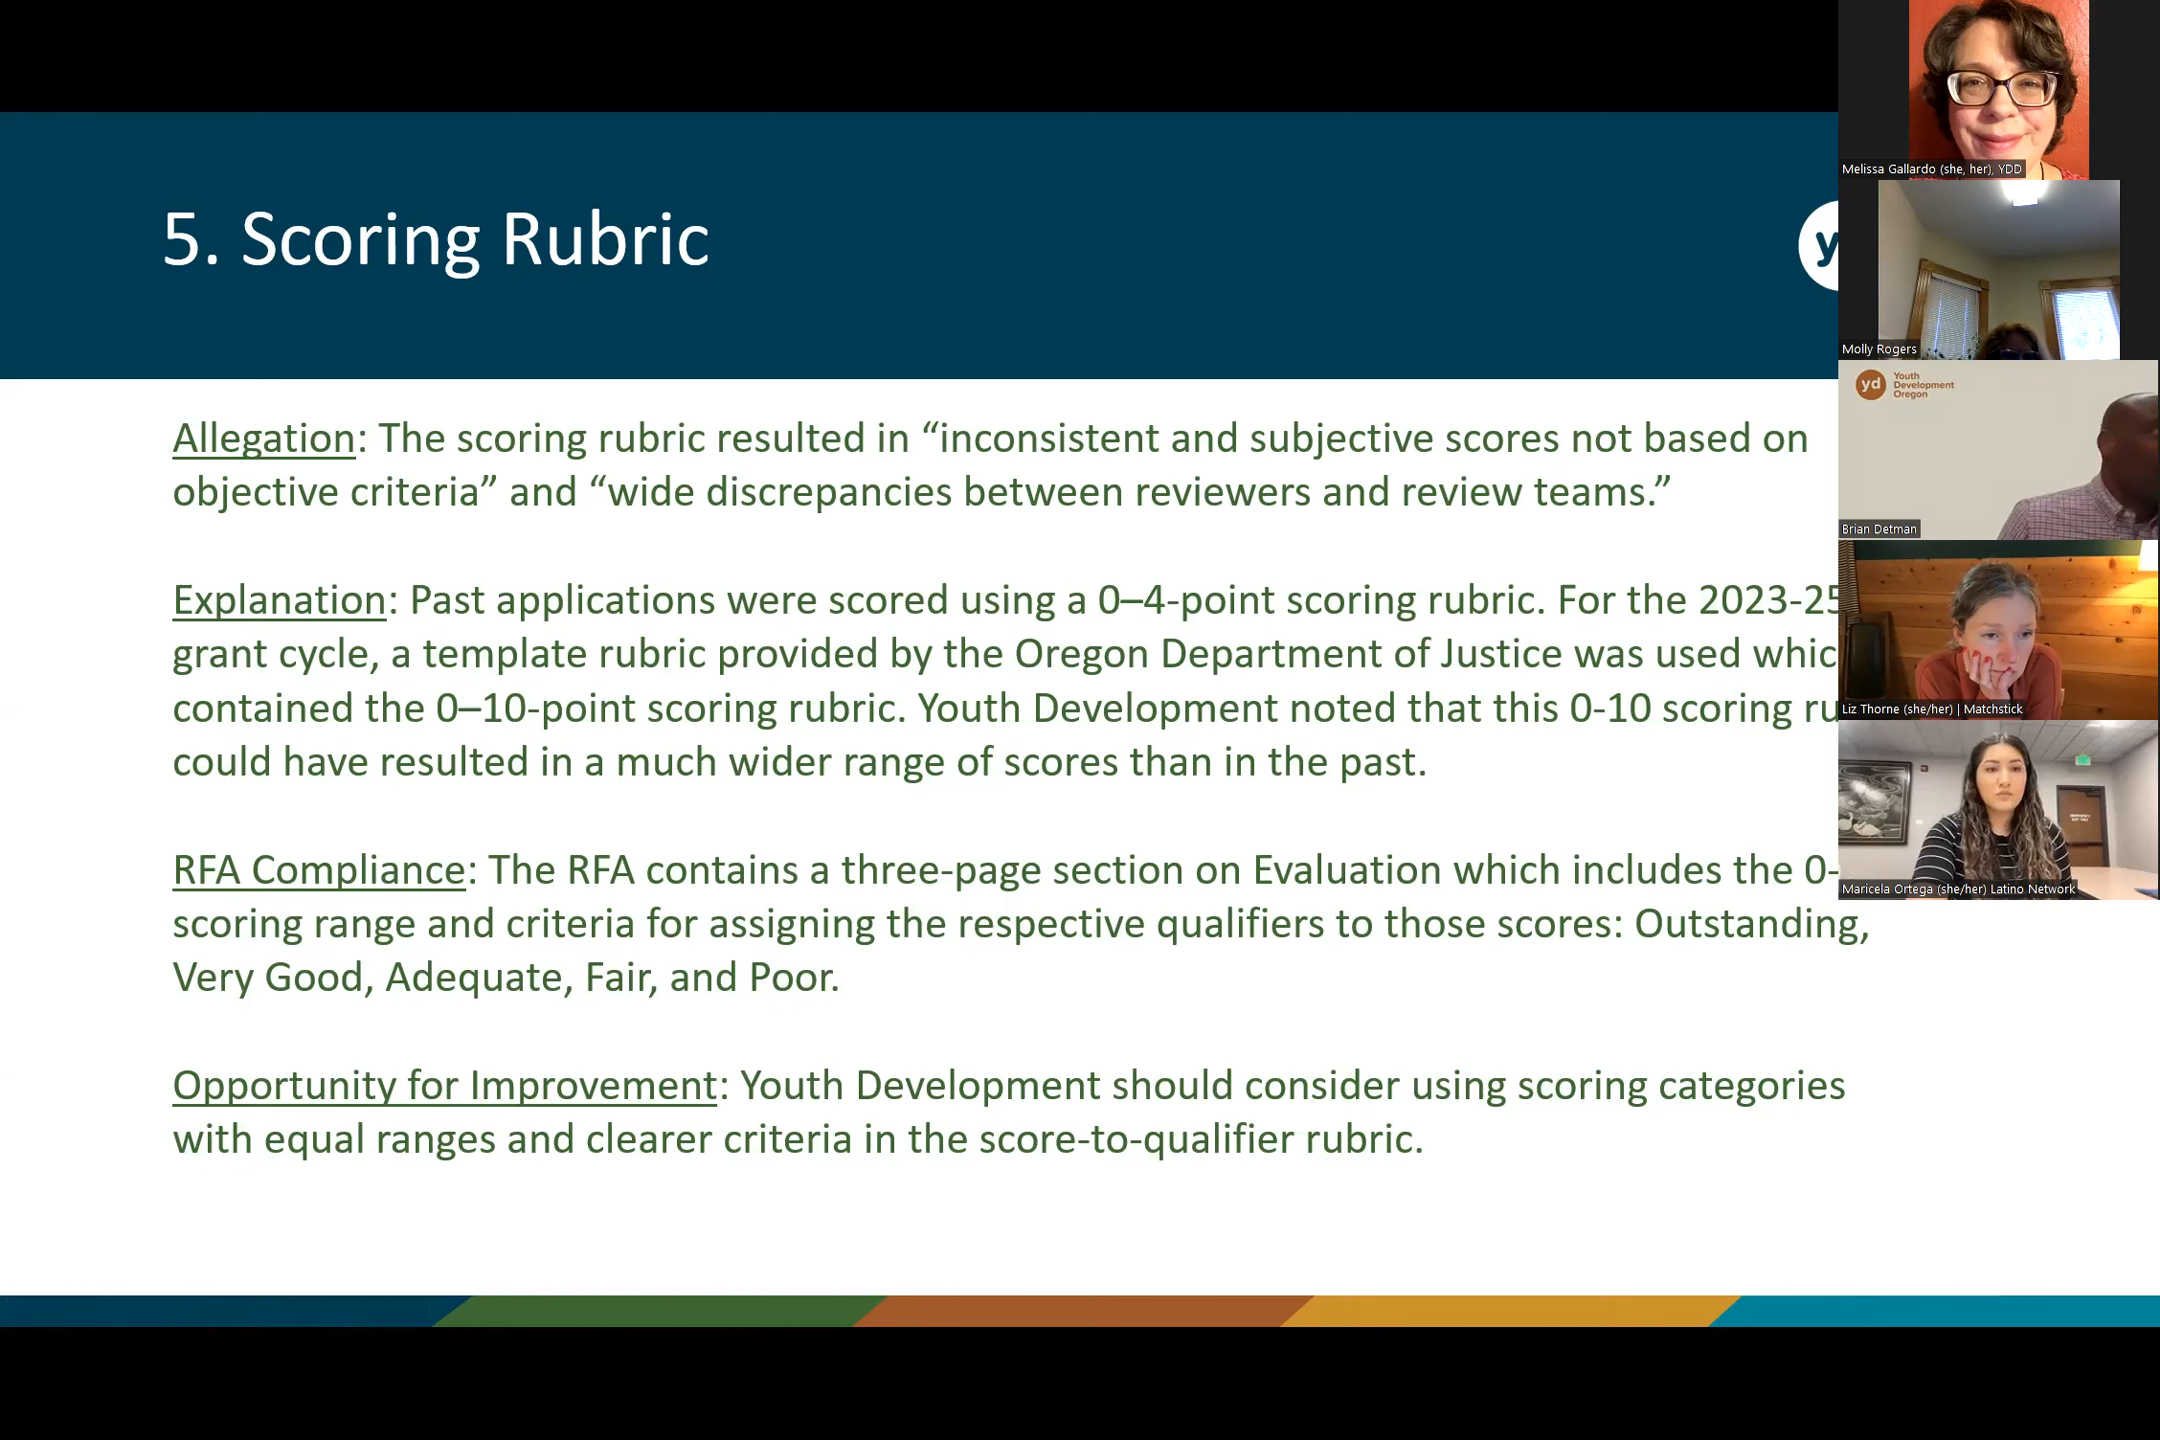 5. Scoring Rubric
Allegation: The scoring rubric resulted in “inconsistent and subjective scores not based on
objective criteria” and “wide discrepancies between reviewers and review teams.”
Explanation: Past applications were scored using a 0–4-point scoring rubric. For the 2023-25
grant cycle, a template rubric provided by the Oregon Department of Justice was used whic
contained the 0–10-point scoring rubric. Youth Development noted that this 0-10 scoring ru
could have resulted in a much wider range of scores than in the past.
RFA Compliance: The RFA contains a three-page section on Evaluation which includes the 0-
scoring range and criteria for assigning the respective qualifiers to those scores: Outstanding,
Very Good, Adequate, Fair, and Poor.
Opportunity for Improvement: Youth Development should consider using scoring categories
with equal ranges and clearer criteria in the score-to-qualifier rubric.
y
Melissa Gallardo (she, her), YDD
Molly Rogers
yd
Youth
Development
Oregon
Brian Detman
Liz Thorne (she/her) | Matchstick
Maricela Ortega (she/her) Latino Network